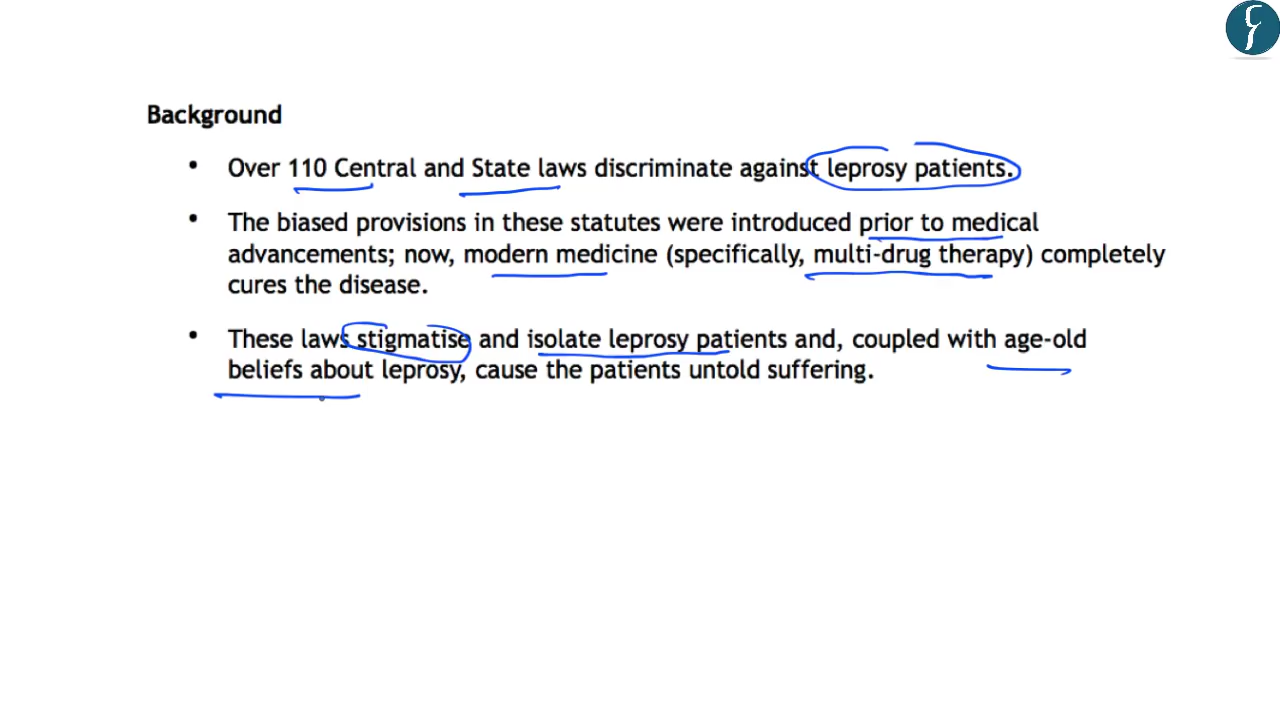 Background
• Over 110 Central and State laws discriminate against leprosy patients.
• The biased provisions in these statutes were introduced prior to medical
advancements; now, modern medicine (specifically, multi-drug therapy) completely
cures the disease.
• These laws stigmatise and isolate leprosy patients and, coupled with age-old
beliefs about leprosy, cause the patients untold suffering.